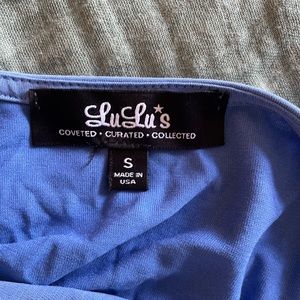 LuLu's
COVETED • CURATED • COLLECTED
S
MADE IN
USA